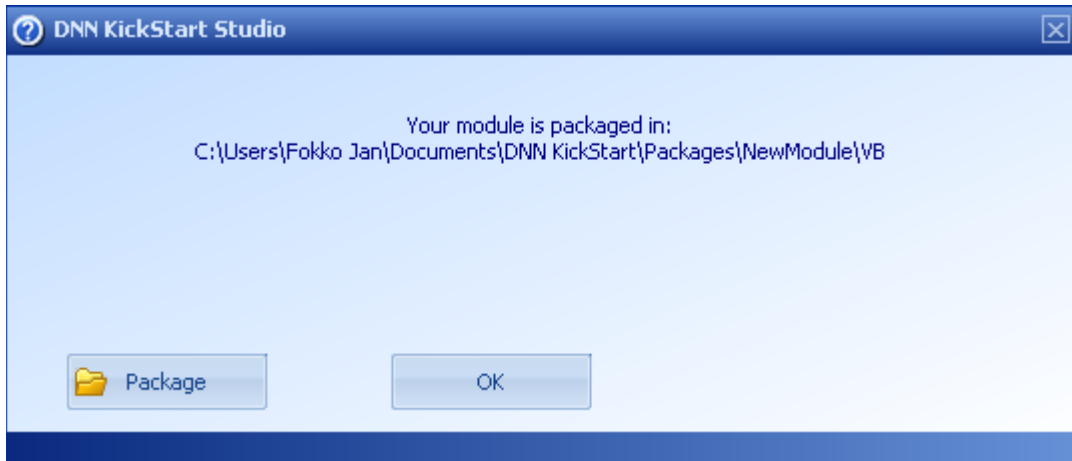 DNN KickStart Studio
Your module is packaged in:
C:\Users\Fokko Jan\Documents\DNN KickStart\Packages\NewModule\VB
Package
OK